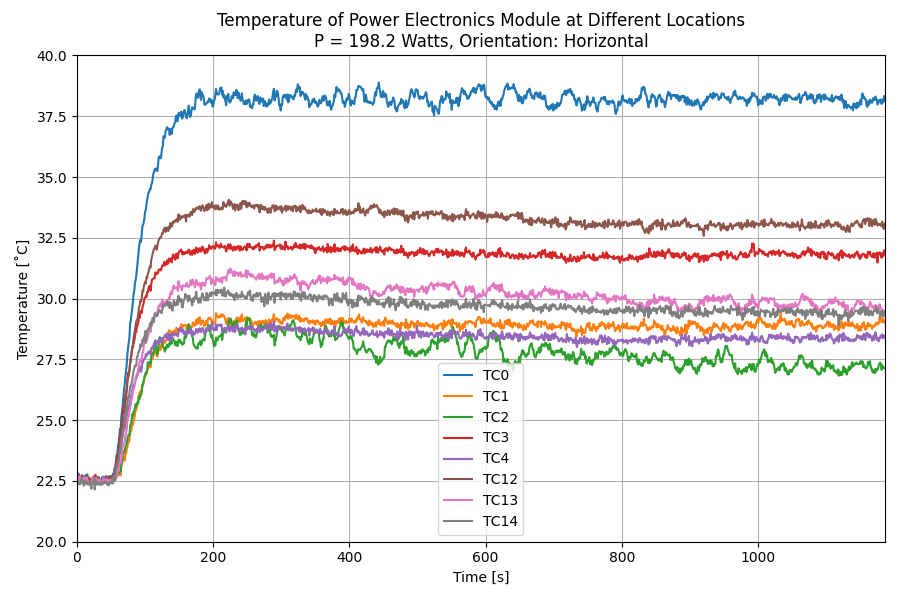 Temperature of Power Electronics Module at Different Locations
P = 198.2 Watts, Orientation: Horizontal
Temperature [˚C]
40.0
37.5
35.0
32.5
30.0
27.5
25.0
22.5
20.0
TC0
TC1
TC2
TC3
TC4
TC12
TC13
TC14
0 200 400 600 800 1000
Time [s]